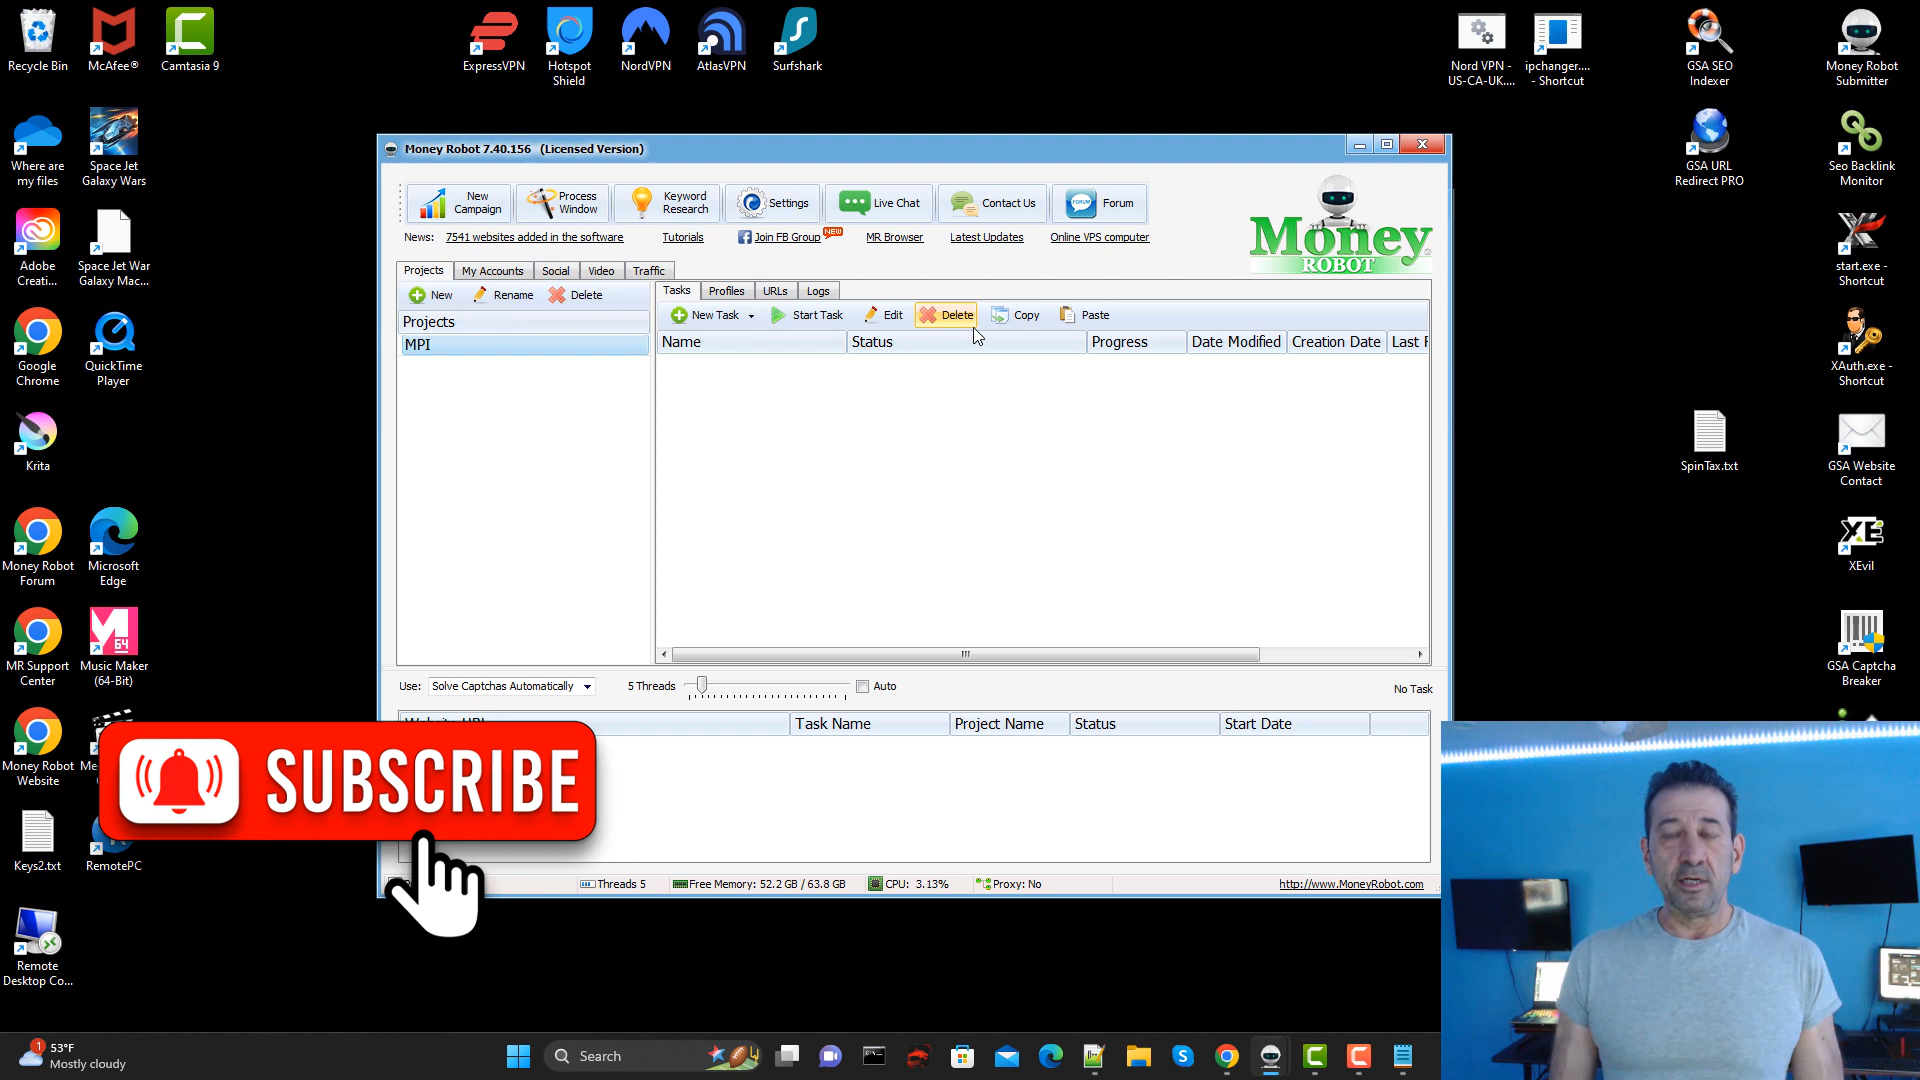 Recycle Bin
McAfee®
Camtasia 9
ExpressVPN
Hotspot
Shield
NordVPN
AtlasVPN
Surfshark
Nord VPN -
US-CA-UK....
ipchanger....
- Shortcut
GSA SEO
Indexer
Money Robot
Submitter
Where are
my files
Space Jet
Galaxy Wars
GSA URL
Redirect PRO
Seo Backlink
Monitor
Adobe
Creati...
Space Jet War
Galaxy Mac...
start.exe -
Shortcut
Google
Chrome
QuickTime
Player
XAuth.exe -
Shortcut
Krita
SpinTax.txt
GSA Website
Contact
Money Robot
Forum
Microsoft
Edge
XE
XEvil
MR Support
Center
64
Music Maker
(64-Bit)
GSA Captcha
Breaker
Money Robot
Website
Keys2.txt
RemotePC
Remote
Desktop Co...
Money Robot 7.40.156 (Licensed Version)
New
Campaign
Process
Window
Keyword
Research
Settings
Live Chat
Contact Us
FORUM
Forum
Money
ROBOT
News:
7541 websites added in the software
Tutorials
Join FB Group
NEW
MR Browser
Latest Updates
Online VPS computer
Projects
My Accounts
Social
Video
Traffic
New
Rename
Delete
Tasks
Profiles
URLs
Logs
Projects
New Task
Start Task
Edit
Delete
Copy
Paste
MPI
Name
Status
Progress
Date Modified
Creation Date
Use:
Solve Captchas Automatically
5 Threads
Auto
No Task
Task Name
Project Name
Status
Start Date
SUBSCRIBE
Threads 5
Free Memory: 52.2 GB / 63.8 GB
CPU: 3.13%
Proxy: No
http://www.MoneyRobot.com
1
53°F
Mostly cloudy
Search